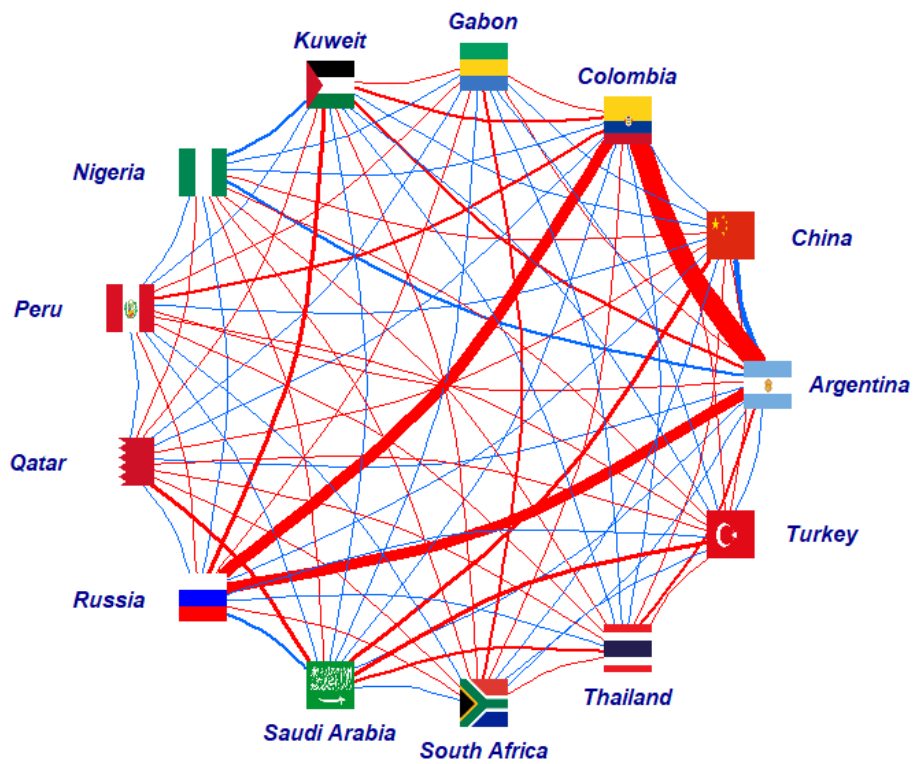 Gabon
Kuweit
Colombia
Nigeria
China
Peru
Argentina
Qatar
Turkey
Russia
Thailand
Saudi Arabia
South Africa